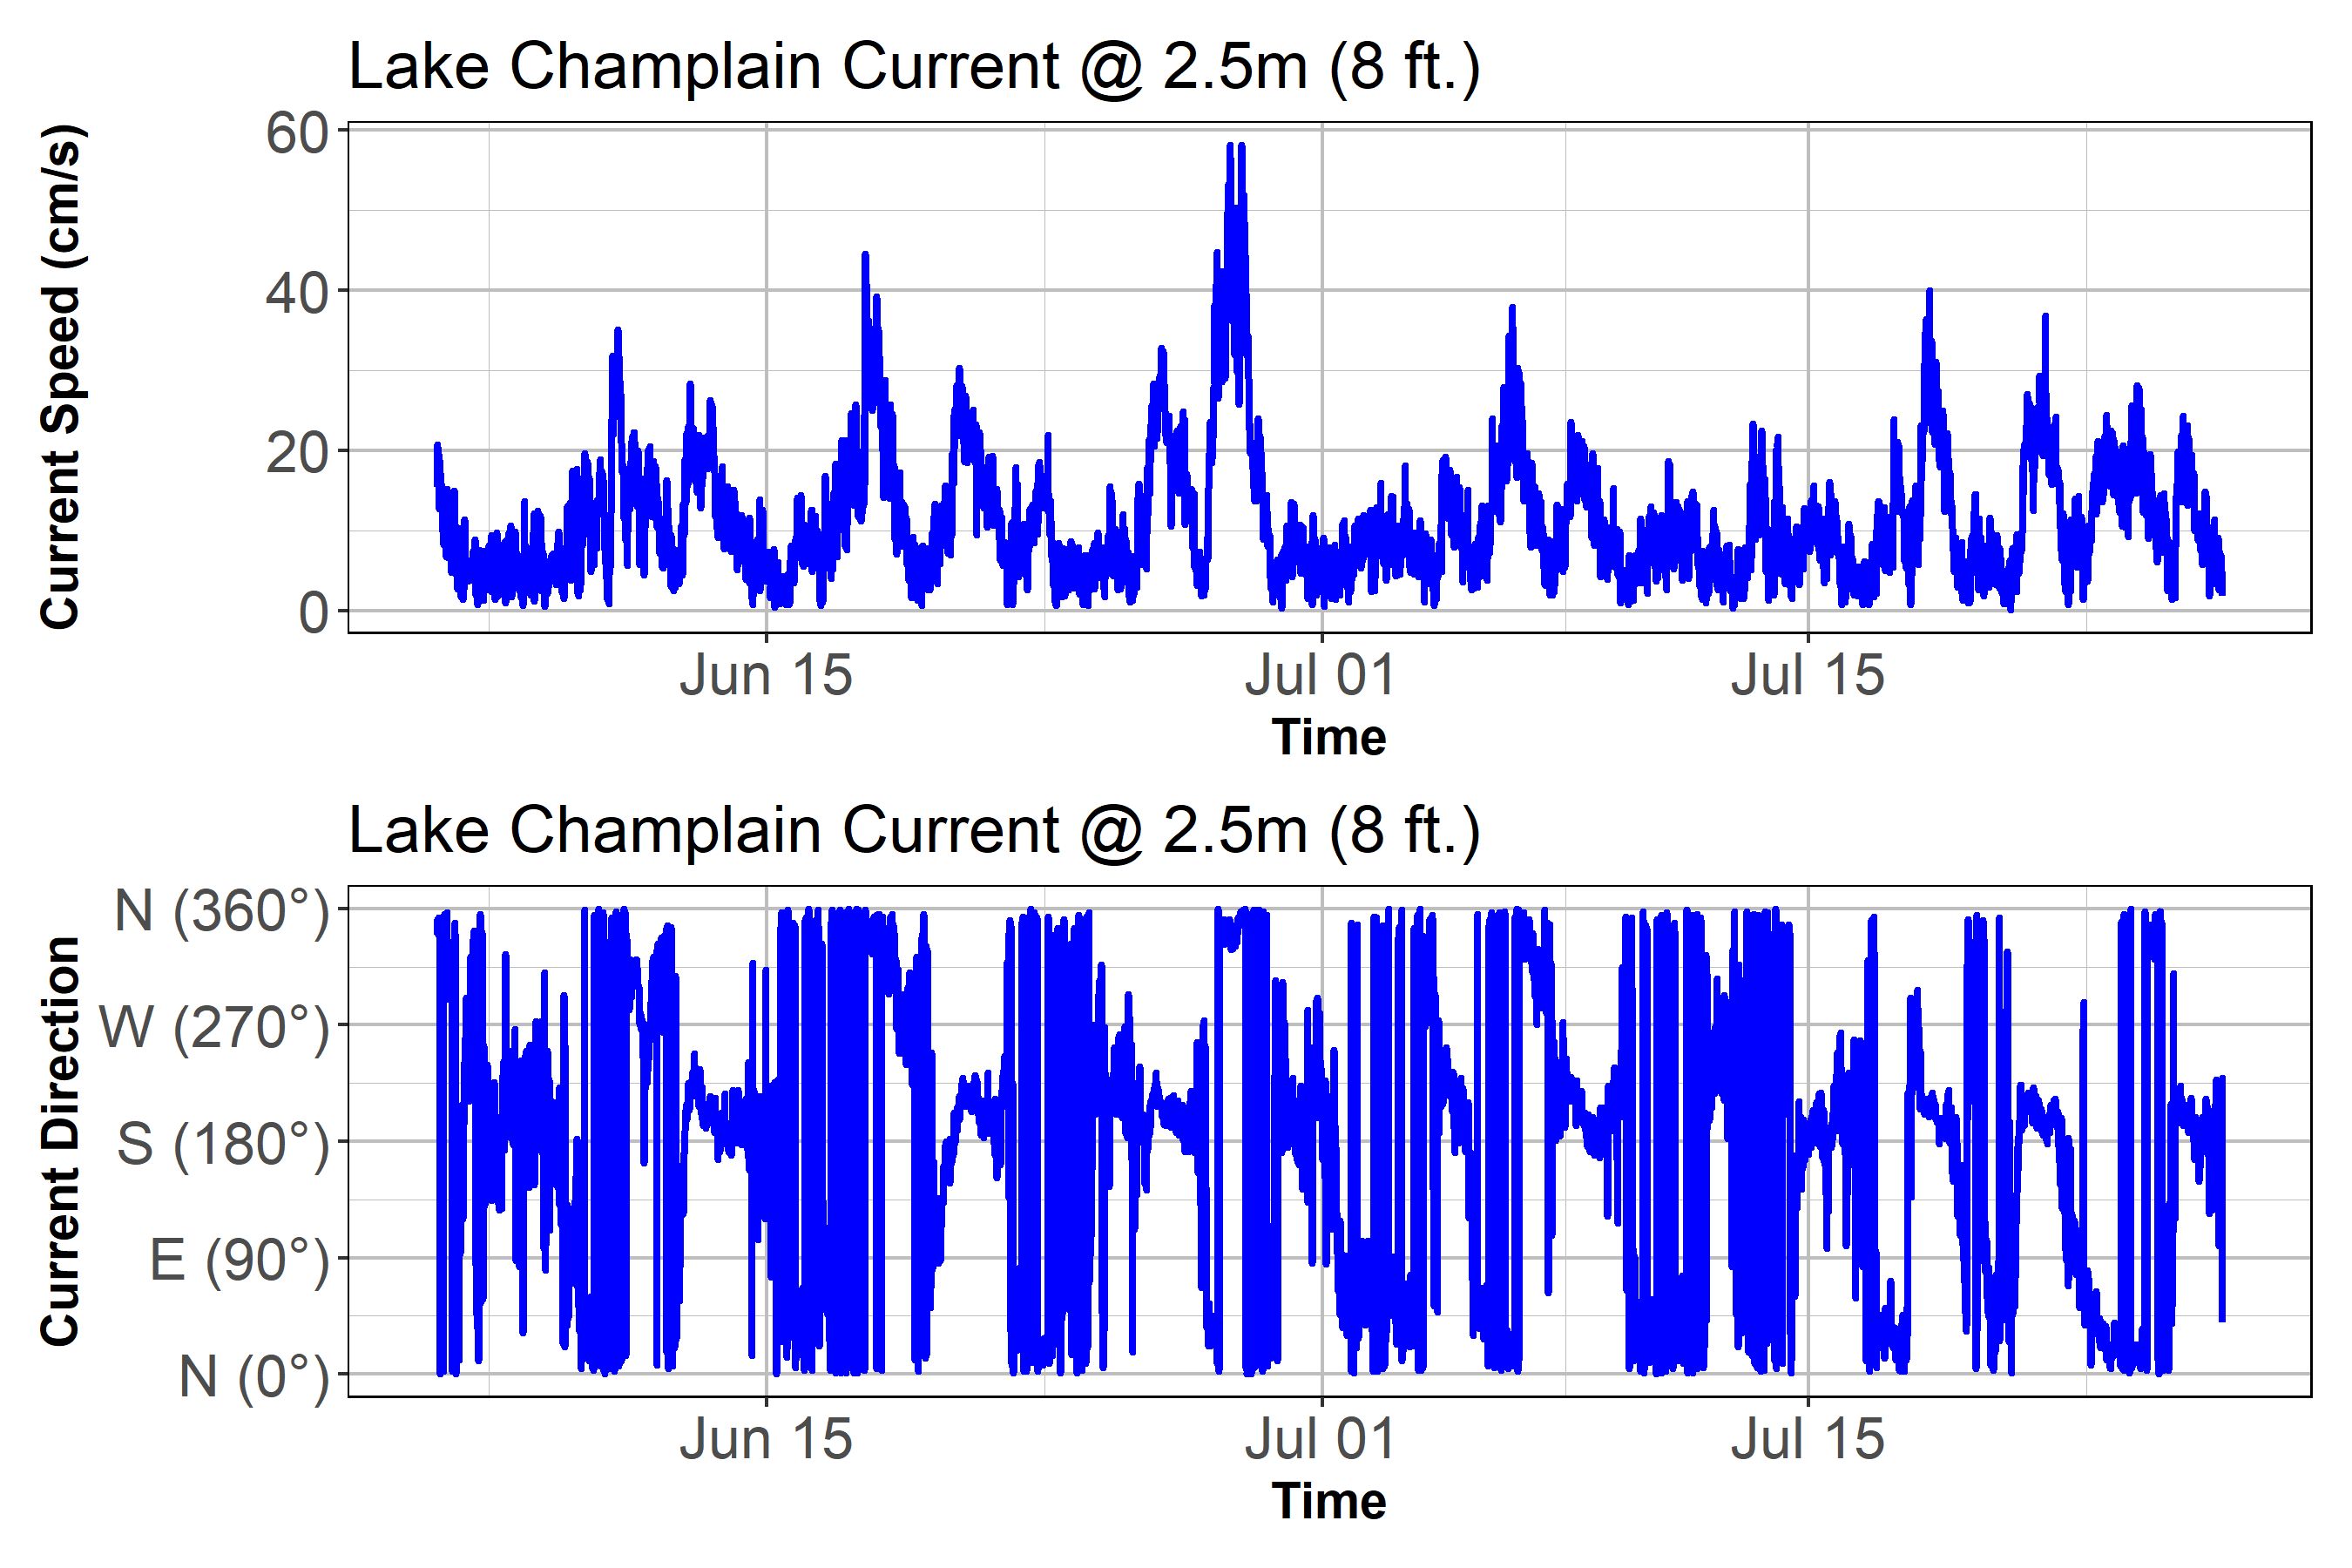 Lake Champlain Current @ 2.5m (8 ft.)
Current Speed (cm/s)
60
40
20
0
Jun 15 Jul 01 Jul 15
Time
Lake Champlain Current @ 2.5m (8 ft.)
Current Direction
N (360°)
W (270°)
S (180°)
E (90°)
N (0°)
Jun 15 Jul 01 Jul 15
Time